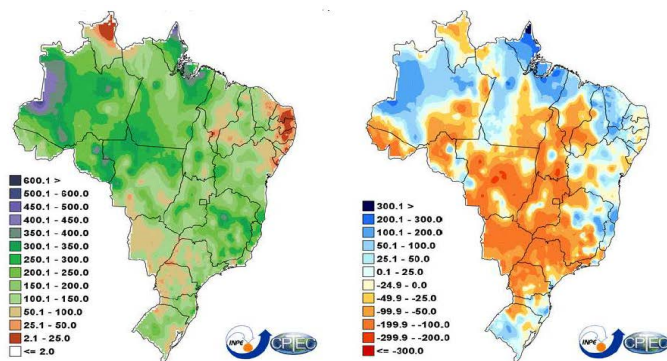 600.1 >
500.1 - 600.0
450.1 - 500.0
400.1 - 450.0
350.1 - 400.0
300.1 - 350.0
250.1 - 300.0
200.1 - 250.0
150.1 - 200.0
100.1 - 150.0
50.1 - 100.0
25.1 - 50.0
2.1 - 25.0
<= 2.0
INPE
CPTEC
300.1 >
200.1 - 300.0
100.1 - 200.0
50.1 - 100.0
25.1 - 50.0
0.1 - 25.0
-24.9 - 0.0
-49.9 - -25.0
-99.9 - -50.0
-199.9 - -100.0
-299.9 - -200.0
<= -300.0
INPE
CPTEC